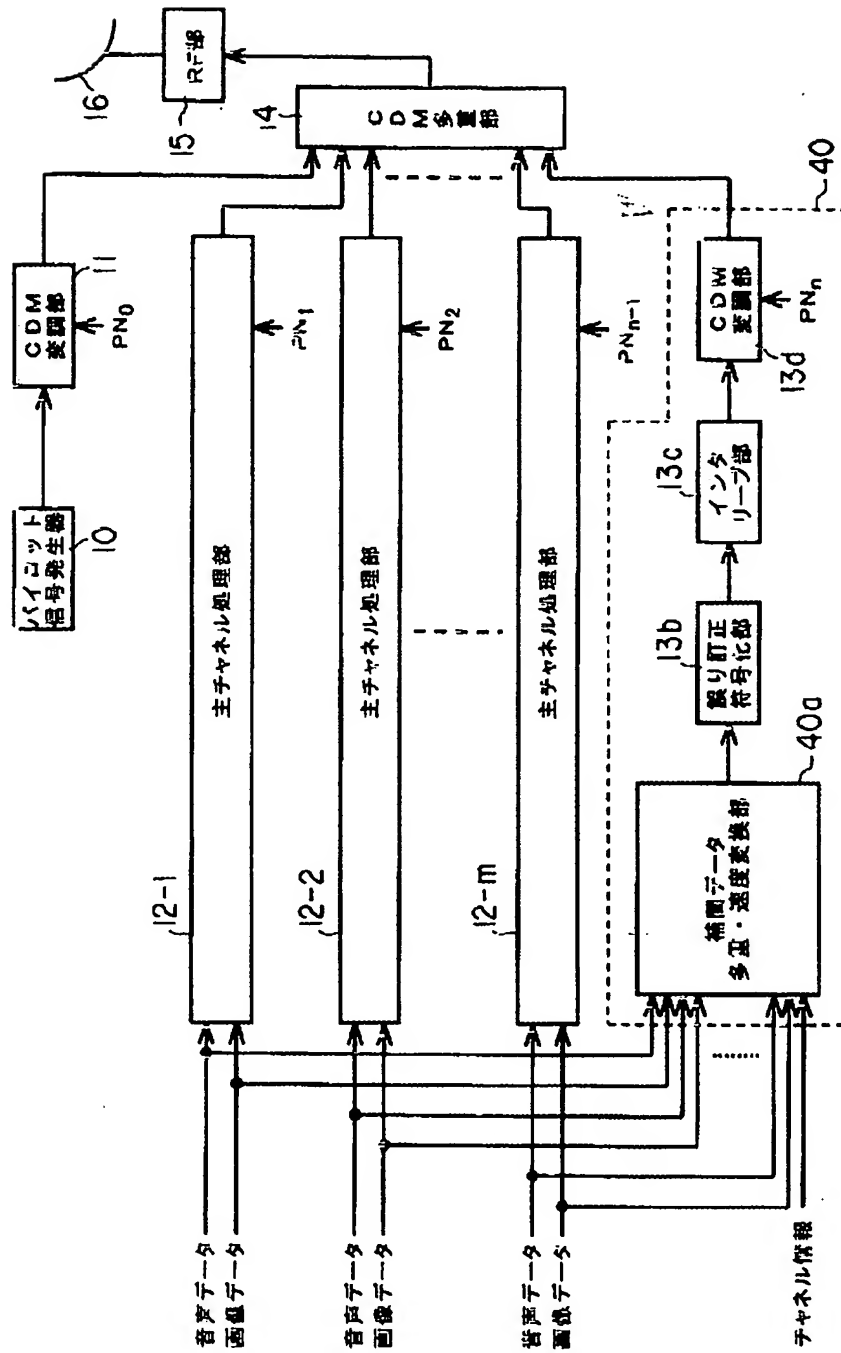 パイロット
信号発生器
10
CDM
変調部
11
PN0
16
RF部
15
CDM多重部
14
音声データ
画像データ
12-1
主チャネル処理部
PN1
音声データ
画像データ
12-2
主チャネル処理部
PN2
音声データ
画像データ
12-m
主チャネル処理部
PNn-1
チャネル情報
補間データ
多重・速度変換部
40a
誤り訂正
符号化部
13b
インタ
リーブ部
13c
CDM
変調部
13d
PNn
40